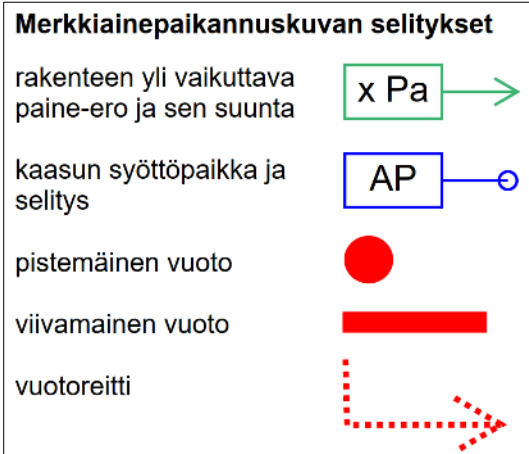 Merkkiainepaikannuskuvan selitykset
rakenteen yli vaikuttava
paine-ero ja sen suunta
x Pa
kaasun syöttöpaikka ja
selitys
AP
pistemäinen vuoto
viivamainen vuoto
vuotoreitti